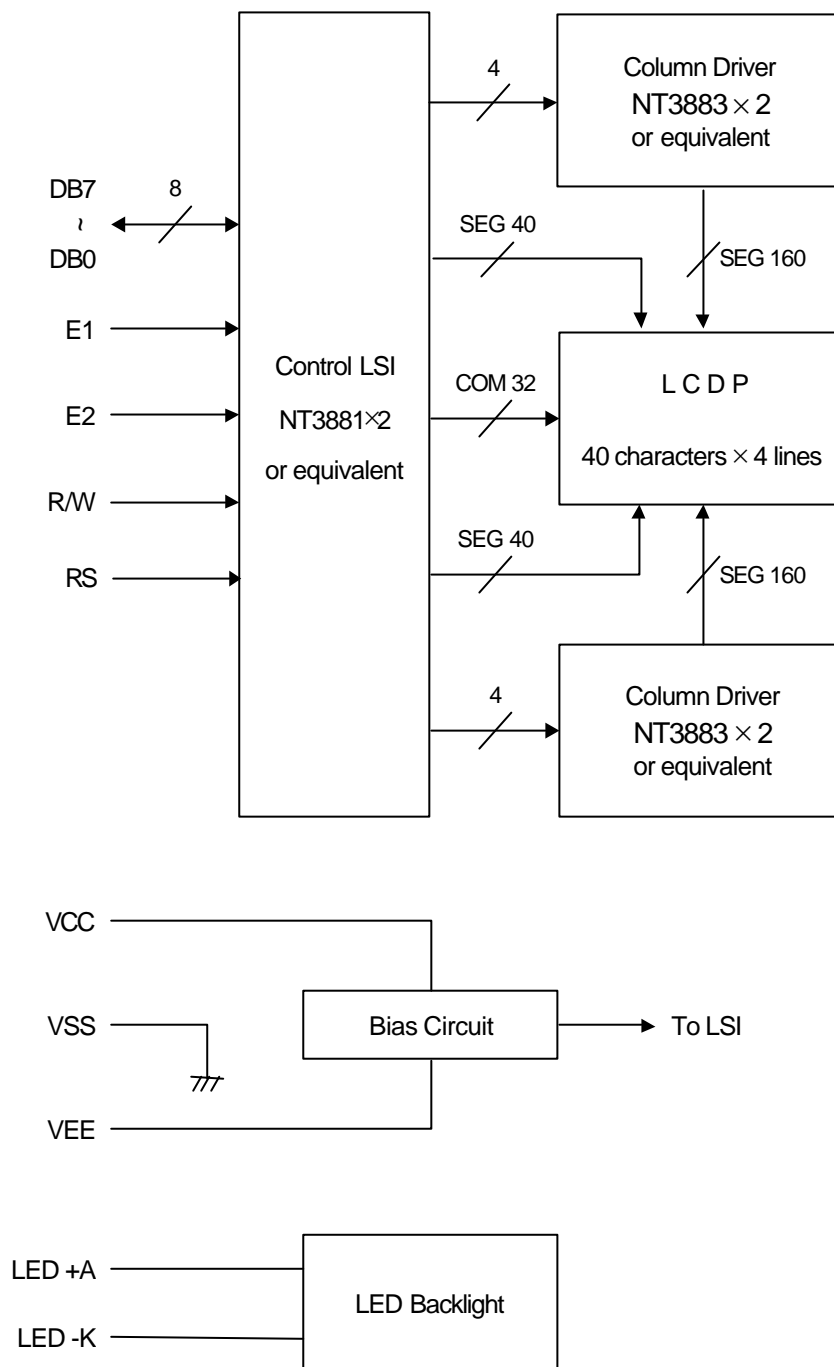 4
Column Driver
NT3883 × 2
or equivalent
DB7
~
DB0
8
SEG 40
SEG 160
E1
E2
R/W
RS
Control LSI
NT3881×2
or equivalent
COM 32
L C D P
40 characters × 4 lines
SEG 40
SEG 160
4
Column Driver
NT3883 × 2
or equivalent
VCC
VSS
Bias Circuit
To LSI
VEE
LED +A
LED Backlight
LED -K